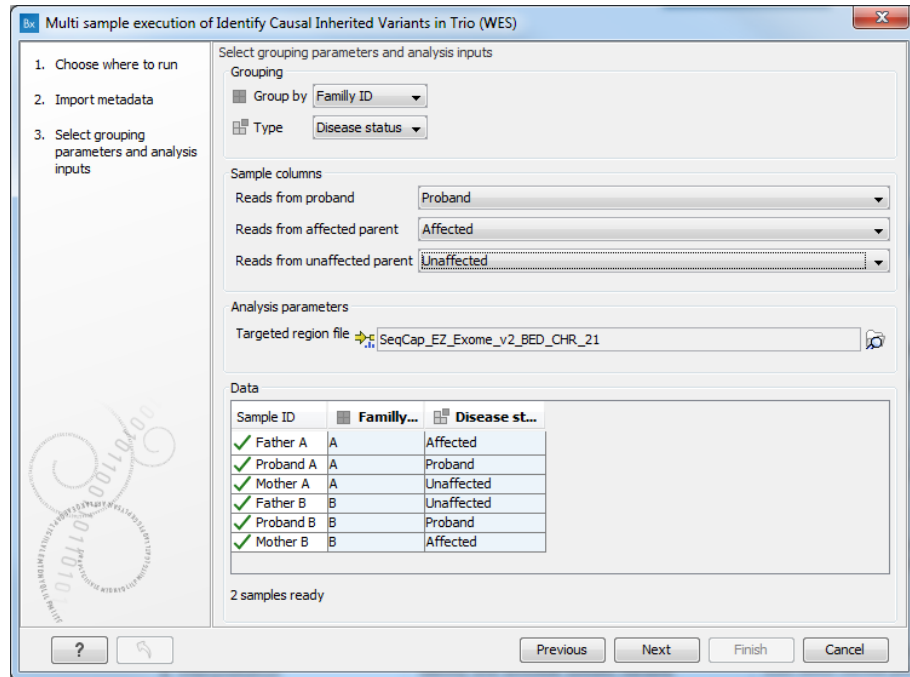 Bx Multi sample execution of Identify Causal Inherited Variants in Trio (WES)
1. Choose where to run
2. Import metadata
3. Select grouping
parameters and analysis
inputs
Select grouping parameters and analysis inputs
Grouping
Group by Familly ID
Type Disease status
Sample columns
Reads from proband Proband
Reads from affected parent Affected
Reads from unaffected parent Unaffected
Analysis parameters
Targeted region file SeqCap_EZ_Exome_v2_BED_CHR_21
Data
Sample ID Familly... Disease st...
Father A A Affected
Proband A A Proband
Mother A A Unaffected
Father B B Unaffected
Proband B B Proband
Mother B B Affected
2 samples ready
? Previous Next Finish Cancel